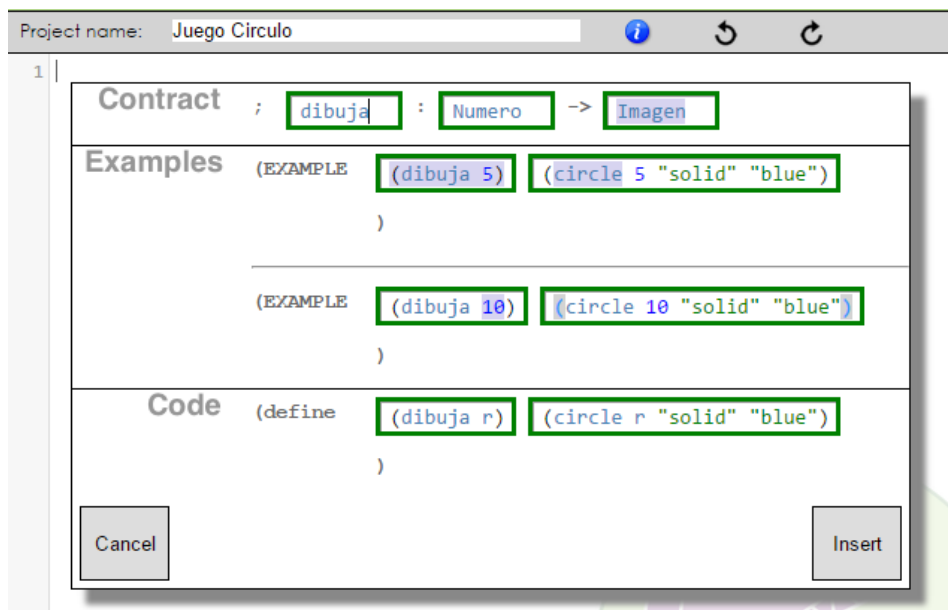 Project name: Juego Circulo
1
Contract ; dibuja : Numero -> Imagen
Examples (EXAMPLE (dibuja 5) (circle 5 "solid" "blue")
)
(EXAMPLE (dibuja 10) (circle 10 "solid" "blue")
)
Code (define (dibuja r) (circle r "solid" "blue")
)
Cancel Insert